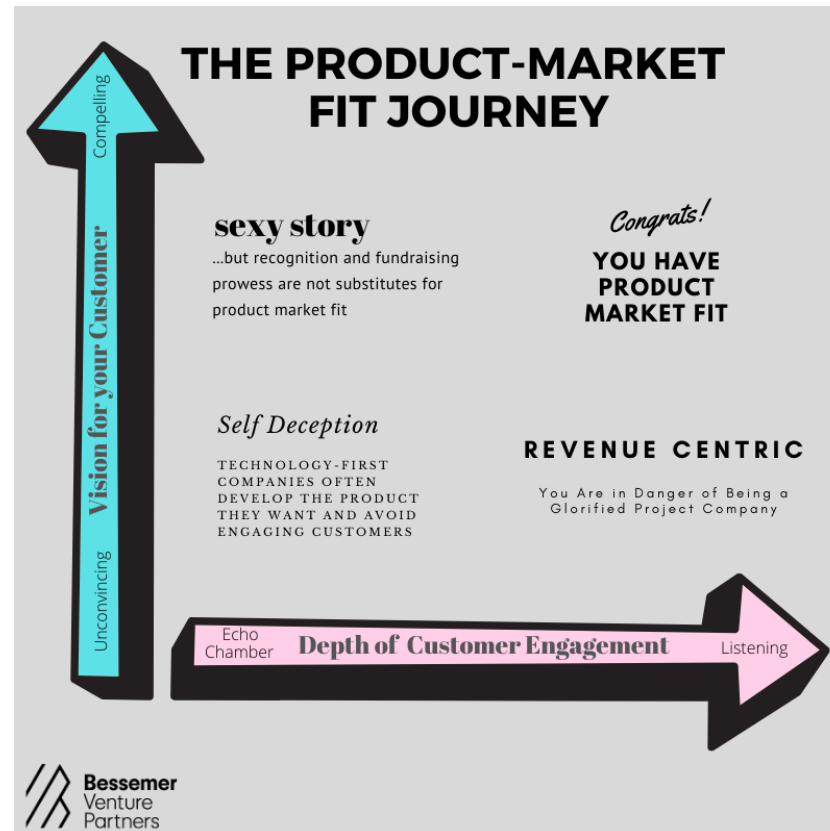 THE PRODUCT-MARKET
FIT JOURNEY
Compelling
Vision for your Customer
Unconvincing
sexy story
...but recognition and fundraising
prowess are not substitutes for
product market fit
Congrats!
YOU HAVE
PRODUCT
MARKET FIT
Self Deception
TECHNOLOGY-FIRST
COMPANIES OFTEN
DEVELOP THE PRODUCT
THEY WANT AND AVOID
ENGAGING CUSTOMERS
REVENUE CENTRIC
You Are in Danger of Being a
Glorified Project Company
Echo
Chamber
Depth of Customer Engagement
Listening
Bessemer
Venture
Partners